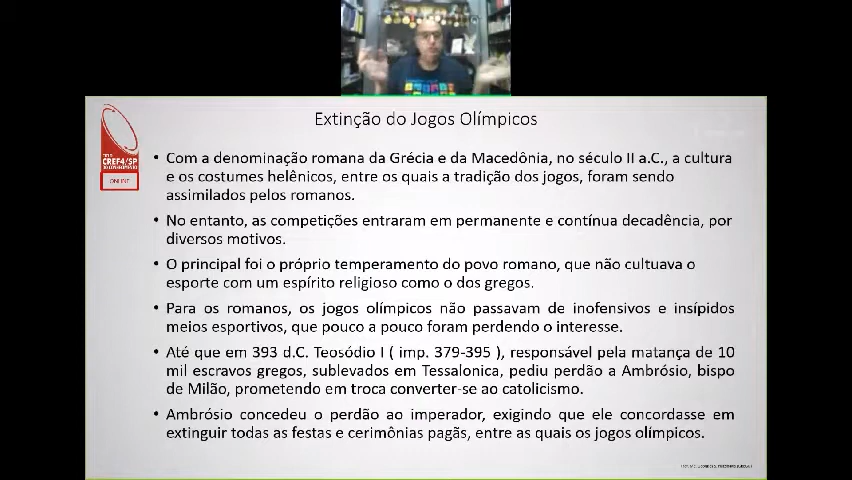 Extinção do Jogos Olímpicos
CREF4/SP
ONLINE
• Com a denominação romana da Grécia e da Macedônia, no século II a.C., a cultura
e os costumes helênicos, entre os quais a tradição dos jogos, foram sendo
assimilados pelos romanos.
• No entanto, as competições entraram em permanente e contínua decadência, por
diversos motivos.
• O principal foi o próprio temperamento do povo romano, que não cultuava o
esporte com um espírito religioso como o dos gregos.
• Para os romanos, os jogos olímpicos não passavam de inofensivos e insípidos
meios esportivos, que pouco a pouco foram perdendo o interesse.
• Até que em 393 d.C. Teosódio I ( imp. 379-395 ), responsável pela matança de 10
mil escravos gregos, sublevados em Tessalonica, pediu perdão a Ambrósio, bispo
de Milão, prometendo em troca converter-se ao catolicismo.
• Ambrósio concedeu o perdão ao imperador, exigindo que ele concordasse em
extinguir todas as festas e cerimônias pagãs, entre as quais os jogos olímpicos.